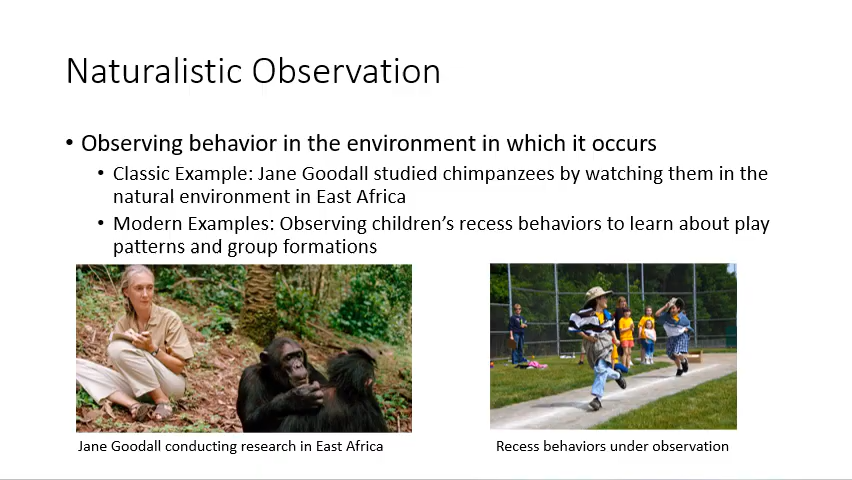 Naturalistic Observation
• Observing behavior in the environment in which it occurs
• Classic Example: Jane Goodall studied chimpanzees by watching them in the
natural environment in East Africa
• Modern Examples: Observing children’s recess behaviors to learn about play
patterns and group formations
Jane Goodall conducting research in East Africa
Recess behaviors under observation